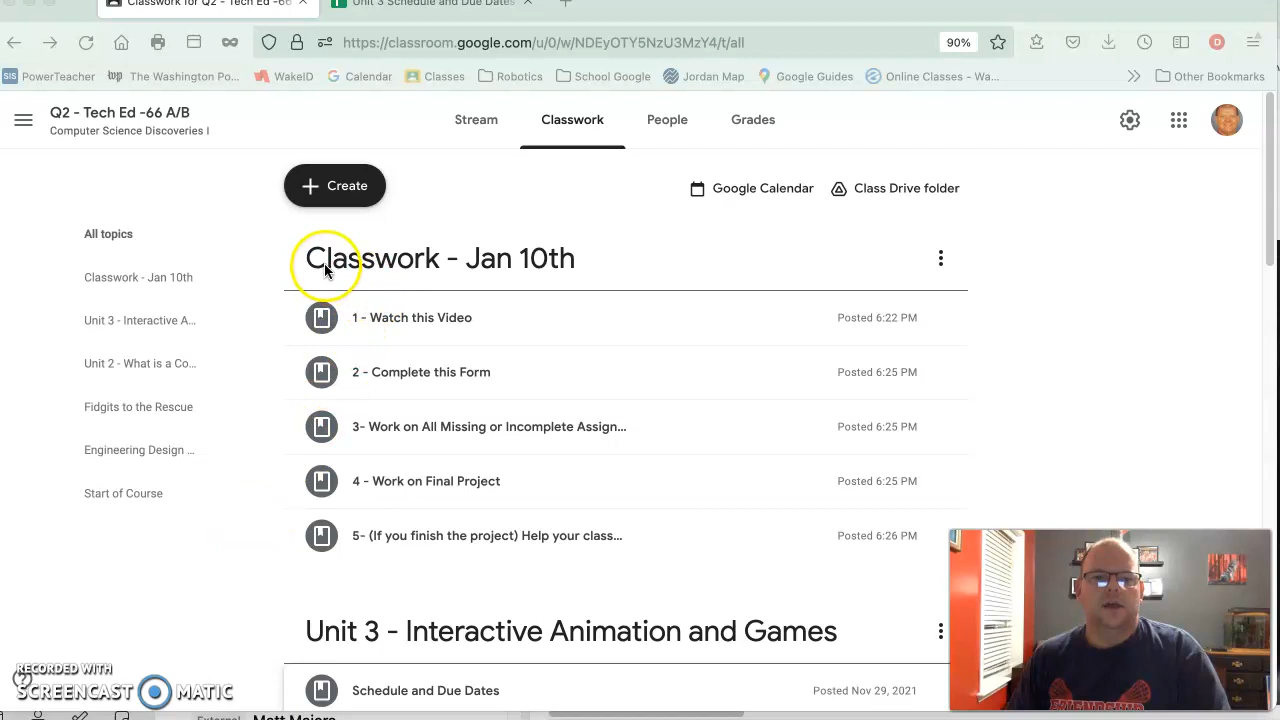 Classwork for Q2 - Tech Ed -66
Unit 3 Schedule and Due Dates
https://classroom.google.com/u/0/w/NDEyOTY5NzU3MzY4/t/all
90%
PowerTeacher
The Washington Po...
WakeID
Calendar
Classes
Robotics
School Google
Jordan Map
Google Guides
Online Classes - Wa...
Other Bookmarks
Q2 - Tech Ed -66 A/B
Computer Science Discoveries I
Stream
Classwork
People
Grades
Create
Google Calendar
Class Drive folder
All topics
Classwork - Jan 10th
Unit 3 - Interactive A...
Unit 2 - What is a Co...
Fidgits to the Rescue
Engineering Design ...
Start of Course
Classwork - Jan 10th
1 - Watch this Video
Posted 6:22 PM
2 - Complete this Form
Posted 6:25 PM
3- Work on All Missing or Incomplete Assign...
Posted 6:25 PM
4 - Work on Final Project
Posted 6:25 PM
5- (If you finish the project) Help your class...
Posted 6:26 PM
Unit 3 - Interactive Animation and Games
Schedule and Due Dates
Posted Nov 29, 2021
RECORDED WITH
SCREENCAST MATIC